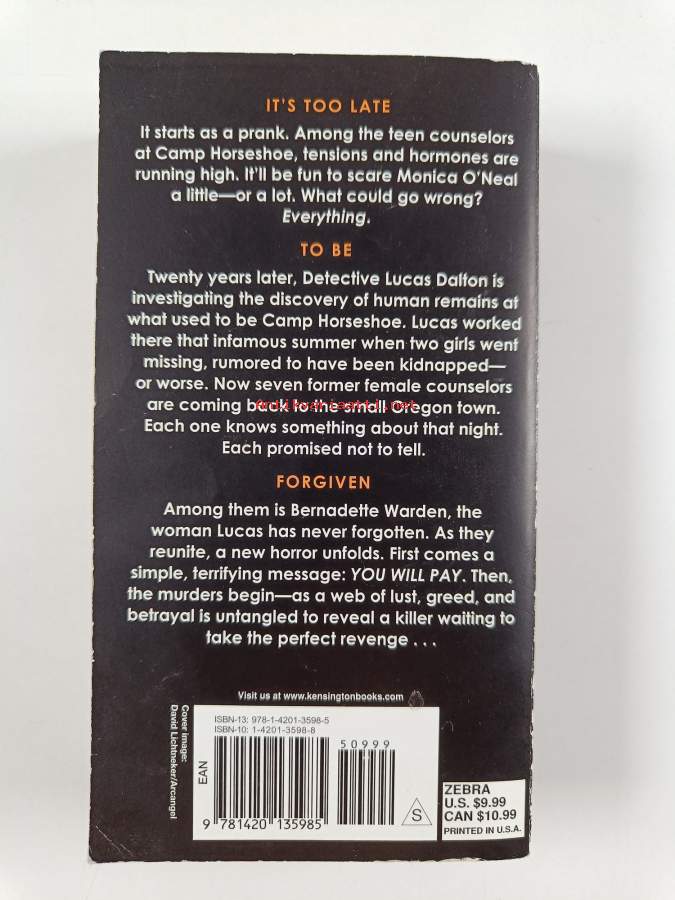 IT'S TOO LATE
It starts as a prank. Among the teen counselors
at Camp Horseshoe, tensions and hormones are
running high. It'll be fun to scare Monica O'Neal
a little—or a lot. What could go wrong?
Everything.
TO BE
Twenty years later, Detective Lucas Dalton is
investigating the discovery of human remains at
what used to be Camp Horseshoe. Lucas worked
there that infamous summer when two girls went
missing, rumored to have been kidnapped—
or worse. Now seven former female counselors
are coming back to the small Oregon town.
Antikvariaatti.net
Each one knows something about that night.
Each promised not to tell.
FORGIVEN
Among them is Bernadette Warden, the
woman Lucas has never forgotten. As they
reunite, a new horror unfolds. First comes a
simple, terrifying message: YOU WILL PAY. Then,
the murders begin—as a web of lust, greed, and
betrayal is untangled to reveal a killer waiting to
take the perfect revenge . . .
Visit us at www.kensingtonbooks.com
Cover image:
David Lichtneker/Arcangel
ISBN-13: 978-1-4201-3598-5
ISBN-10: 1-4201-3598-8
50999
EAN
9 781420 135985
S
ZEBRA
U.S. $9.99
CAN $10.99
PRINTED IN U.S.A.